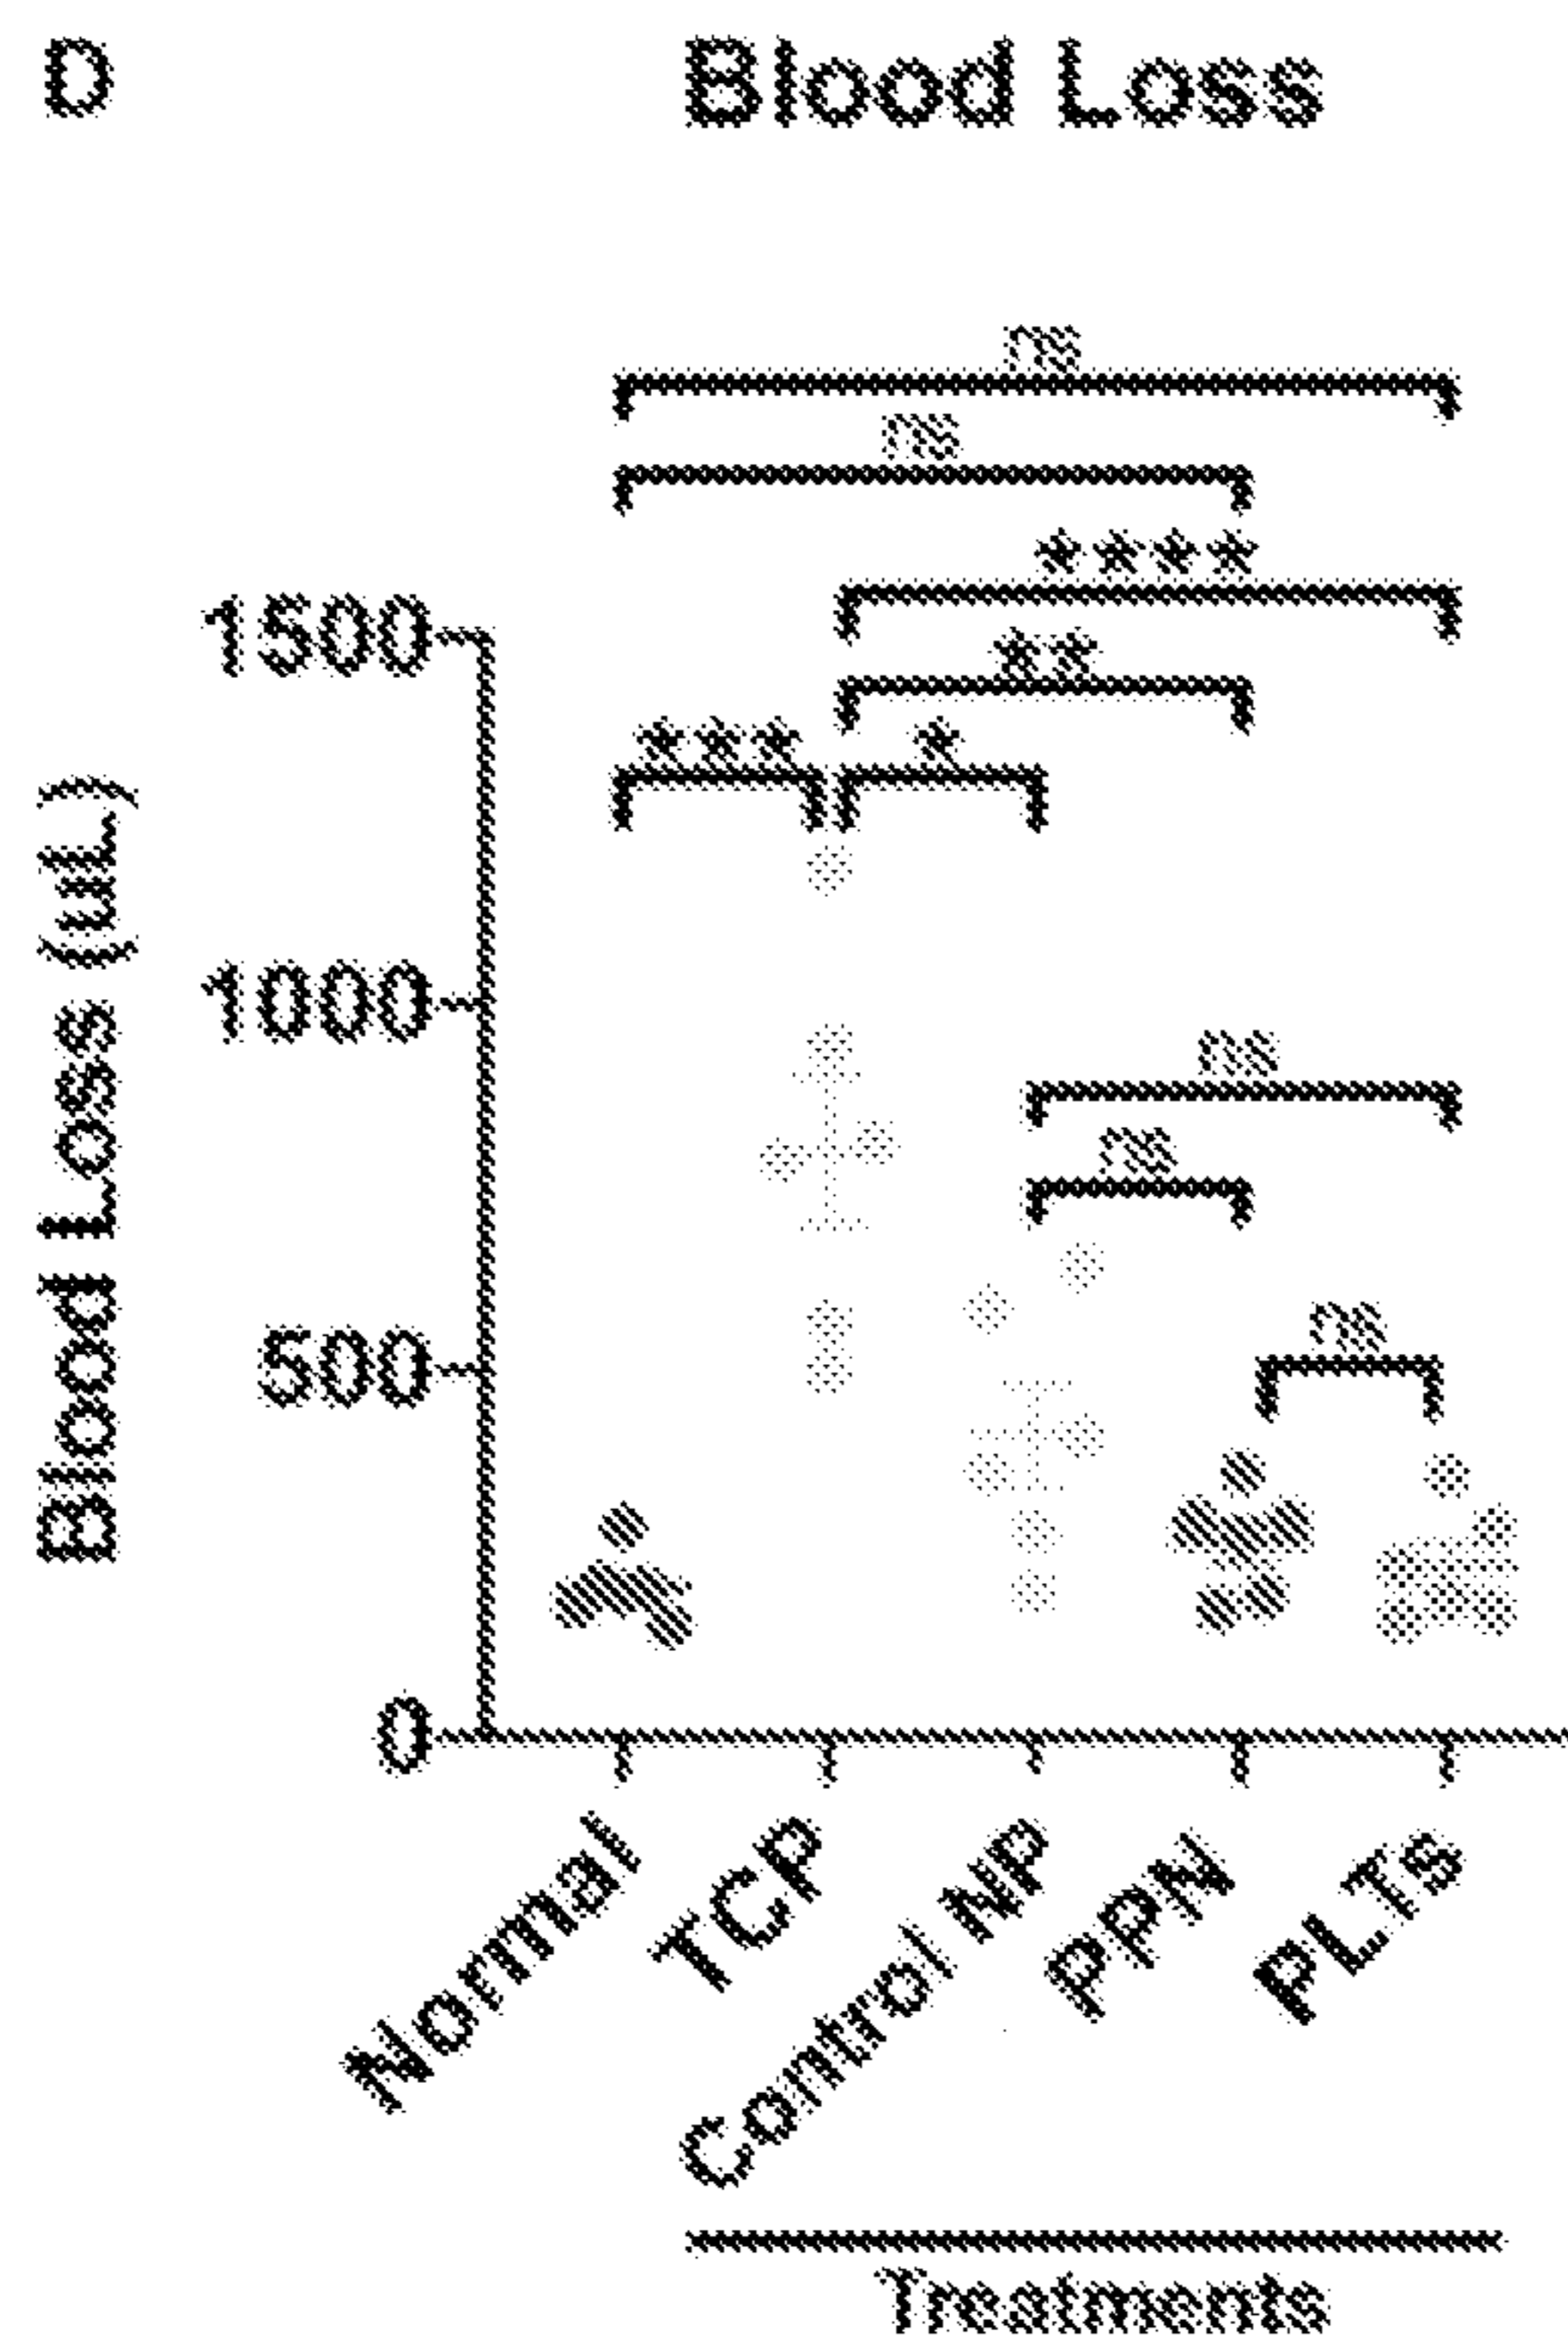 D
Blood Loss
ns
ns
****
**
*** *
ns
ns
ns
Blood Loss (uL)
1500
1000
500
0
Normal
TCP
Control NP
PPN
PLTs
Treatments